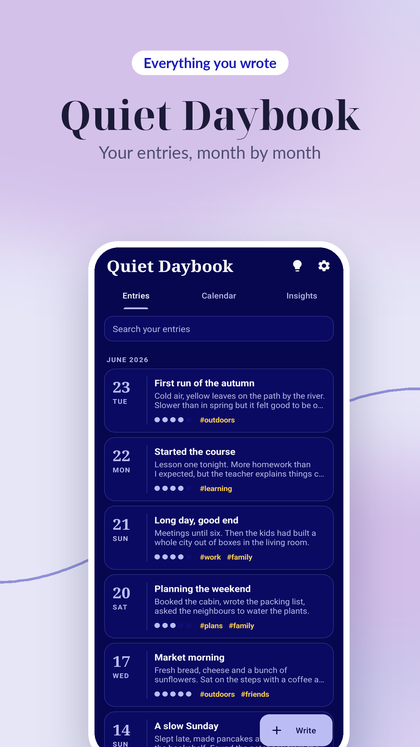 Everything you wrote
Quiet Daybook
Your entries, month by month
Quiet Daybook
Entries
Calendar
Insights
Search your entries
JUNE 2026
23
TUE
First run of the autumn
Cold air, yellow leaves on the path by the river.
Slower than in spring but it felt good to be o...
#outdoors
22
MON
Started the course
Lesson one tonight. More homework than
I expected, but the teacher explains things c...
#learning
21
SUN
Long day, good end
Meetings until six. Then the kids had built a
whole city out of boxes in the living room.
#work #family
20
SAT
Planning the weekend
Booked the cabin, wrote the packing list,
asked the neighbours to water the plants.
#plans #family
17
WED
Market morning
Fresh bread, cheese and a bunch of
sunflowers. Sat on the steps with a coffee a...
#outdoors #friends
14
SUN
A slow Sunday
Slept late, made pancakes a
+ Write